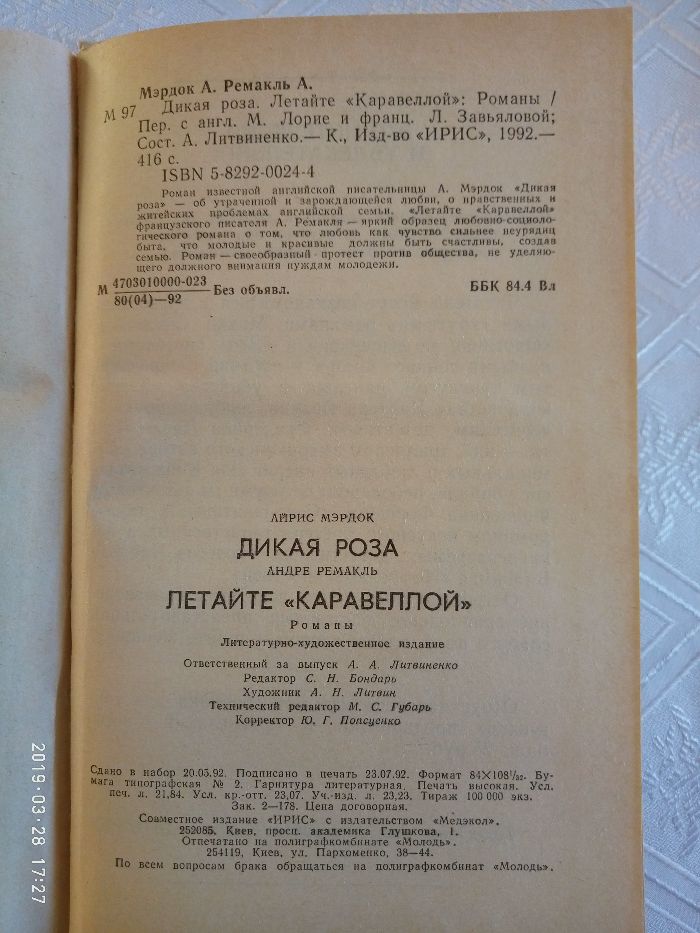 Мэрдок А. Ремакль А.
М 97 Дикая роза. Летайте «Каравеллой»: Романы /
Пер. с англ. М. Лорие и франц. Л. Завьяловой;
Сост. А. Литвиненко.— К., Изд-во «ИРИС», 1992.—
416 с.
ISBN 5-8292-0024-4
Роман известной английской писательницы А. Мэрдок «Дикая
роза» — об утраченной и зарождающейся любви, о нравственных и
житейских проблемах английской семьи. «Летайте «Каравеллой»
французского писателя А. Ремакля — яркий образец любовно-социоло-
гического романа о том, что любовь как чувство сильнее неурядиц
быта, что молодые и красивые должны быть счастливы, создав
семью. Роман — своеобразный протест против общества, не уделяю-
щего должного внимания нуждам молодежи.
М 4703010000-023
80(04)—92 Без объявл. ББК 84.4 Вл
АЙРИС МЭРДОК
ДИКАЯ РОЗА
АНДРЕ РЕМАКЛЬ
ЛЕТАЙТЕ «КАРАВЕЛЛОЙ»
Романы
Литературно-художественное издание
Ответственный за выпуск А. А. Литвиненко
Редактор С. Н. Бондарь
Художник А. Н. Литвин
Технический редактор М. С. Губарь
Корректор Ю. Г. Попсуенко
Сдано в набор 20.05.92. Подписано в печать 23.07.92. Формат 84×108¹/₃₂. Бу-
мага типографская № 2. Гарнитура литературная. Печать высокая. Усл.
печ. л. 21,84. Усл. кр.-отт. 23,07. Уч.-изд. л. 23,23. Тираж 100 000 экз.
Зак. 2—178. Цена договорная.
Совместное издание «ИРИС» с издательством «Медэкол».
252085, Киев, просп. академика Глушкова, 1.
Отпечатано на полиграфкомбинате «Молодь».
254119, Киев, ул. Пархоменко, 38—44.
По всем вопросам брака обращаться на полиграфкомбинат «Молодь».
2019-03-28 17:27